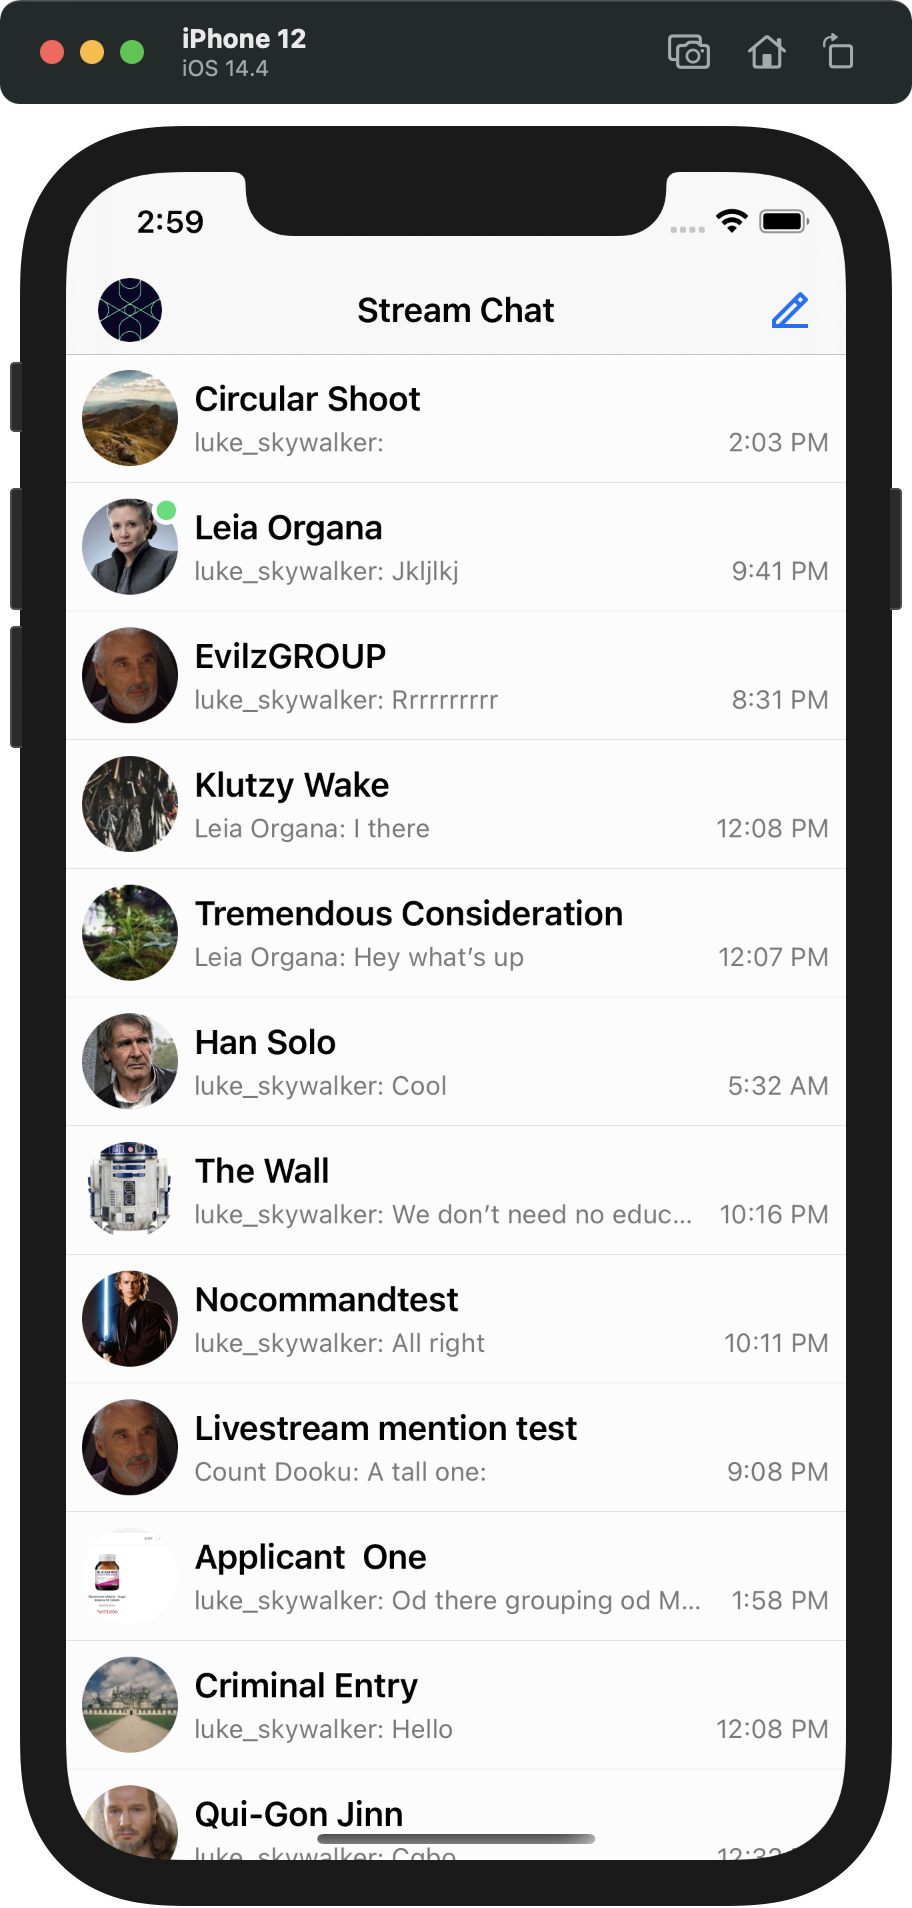 iPhone 12
iOS 14.4
2:59
Stream Chat
Circular Shoot
luke_skywalker: 2:03 PM
Leia Organa
luke_skywalker: Jkljlkj 9:41 PM
EvilzGROUP
luke_skywalker: Rrrrrrrrrr 8:31 PM
Klutzy Wake
Leia Organa: I there 12:08 PM
Tremendous Consideration
Leia Organa: Hey what’s up 12:07 PM
Han Solo
luke_skywalker: Cool 5:32 AM
The Wall
luke_skywalker: We don’t need no educ... 10:16 PM
Nocommandtest
luke_skywalker: All right 10:11 PM
Livestream mention test
Count Dooku: A tall one: 9:08 PM
Applicant  One
luke_skywalker: Od there grouping od M... 1:58 PM
Criminal Entry
luke_skywalker: Hello 12:08 PM
Qui-Gon Jinn
luke_skywalker: